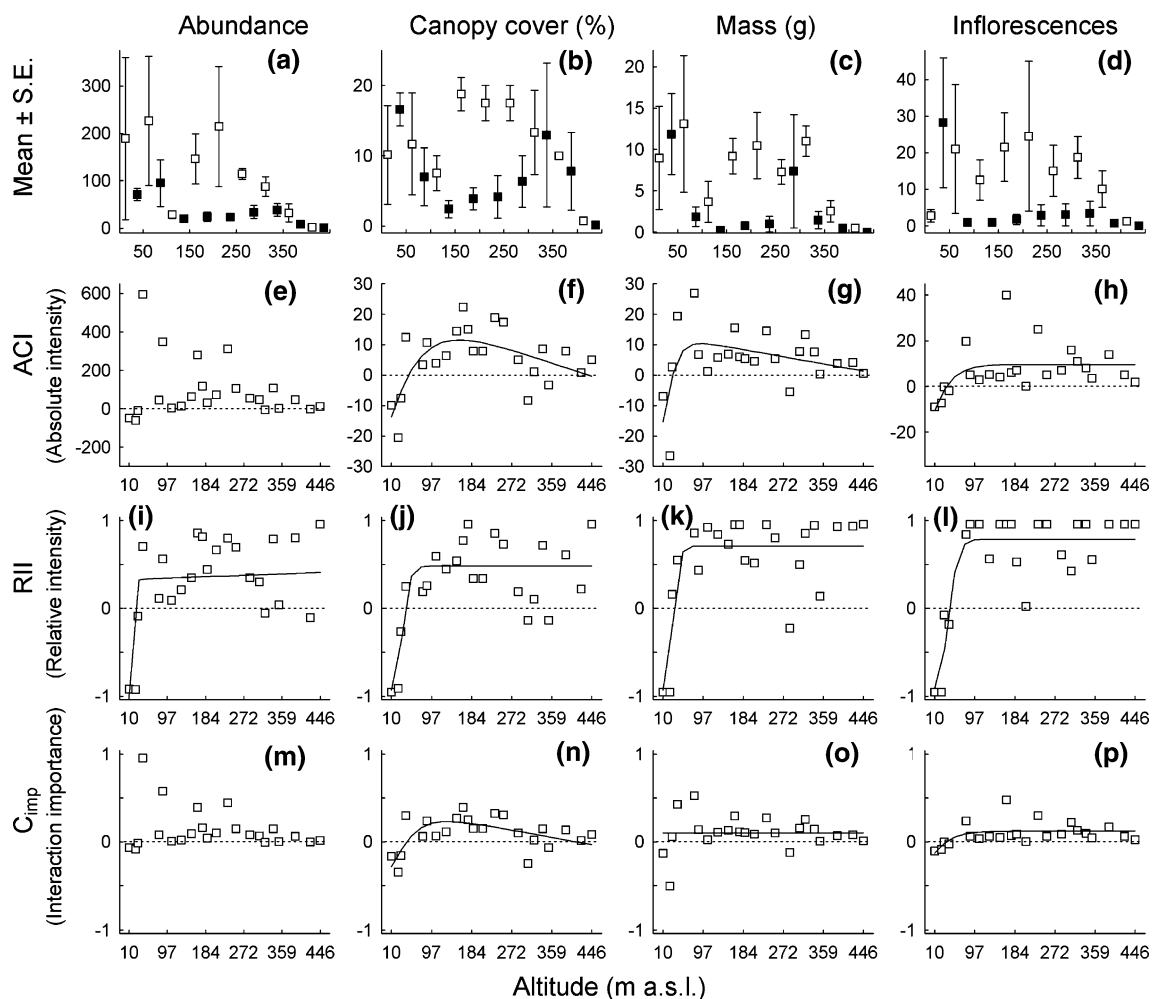 Abundance Canopy cover (%) Mass (g) Inflorescences
Mean ± S.E.
(a) (b) (c) (d)
300 200 100 0
20 10 0
20 15 10 5 0
40 30 20 10 0
50 150 250 350 50 150 250 350 50 150 250 350 50 150 250 350
ACI
(Absolute intensity)
(e) (f) (g) (h)
600 400 200 0 -200
30 20 10 0 -10 -20 -30
30 20 10 0 -10 -20 -30
40 20 0 -20
10 97 184 272 359 446 10 97 184 272 359 446 10 97 184 272 359 446 10 97 184 272 359 446
RII
(Relative intensity)
(i) (j) (k) (l)
1 0 -1
1 0 -1
1 0 -1
1 0 -1
10 97 184 272 359 446 10 97 184 272 359 446 10 97 184 272 359 446 10 97 184 272 359 446
Cimp
(Interaction importance)
(m) (n) (o) (p)
1 0 -1
1 0 -1
1 0 -1
1 0 -1
10 97 184 272 359 446 10 97 184 272 359 446 10 97 184 272 359 446 10 97 184 272 359 446
Altitude (m a.s.l.)